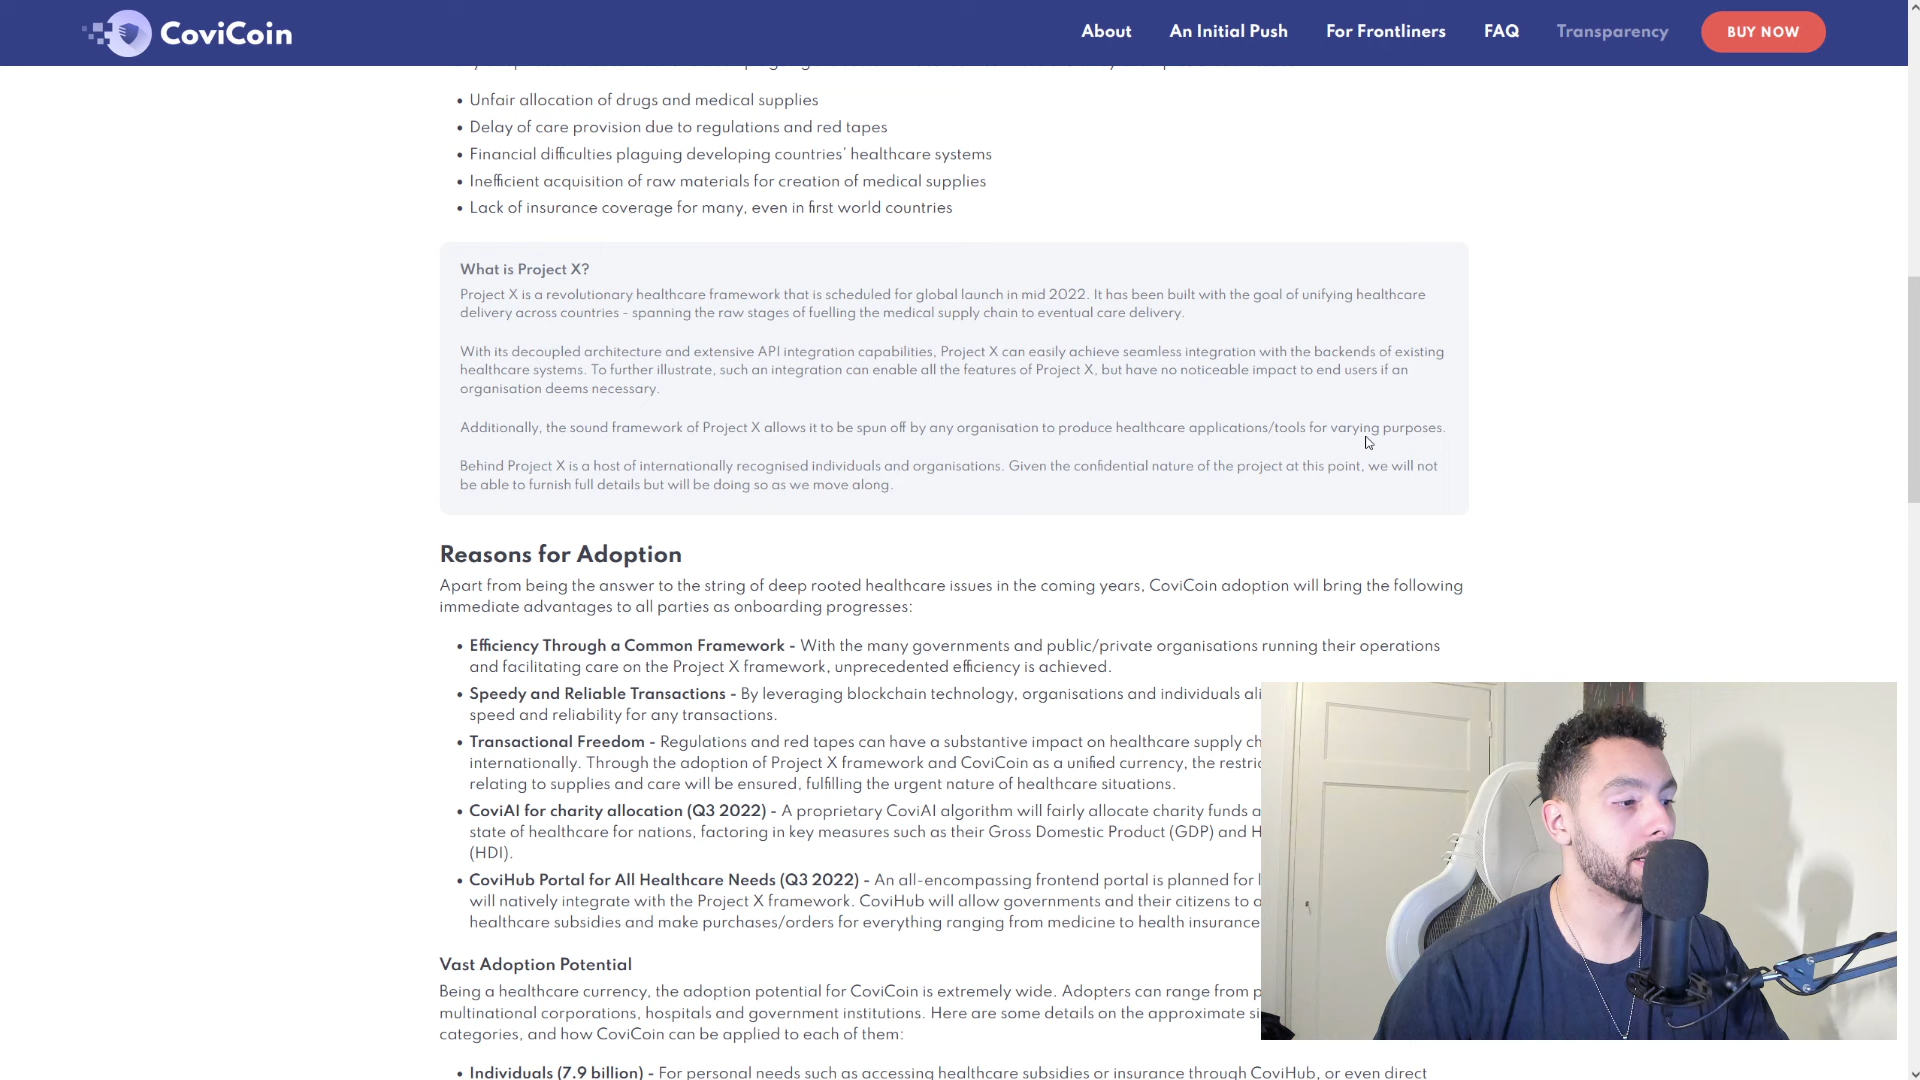 CoviCoin
About An Initial Push For Frontliners FAQ Transparency BUY NOW
• Unfair allocation of drugs and medical supplies
• Delay of care provision due to regulations and red tapes
• Financial difficulties plaguing developing countries' healthcare systems
• Inefficient acquisition of raw materials for creation of medical supplies
• Lack of insurance coverage for many, even in first world countries
What is Project X?
Project X is a revolutionary healthcare framework that is scheduled for global launch in mid 2022. It has been built with the goal of unifying healthcare
delivery across countries - spanning the raw stages of fuelling the medical supply chain to eventual care delivery.
With its decoupled architecture and extensive API integration capabilities, Project X can easily achieve seamless integration with the backends of existing
healthcare systems. To further illustrate, such an integration can enable all the features of Project X, but have no noticeable impact to end users if an
organisation deems necessary.
Additionally, the sound framework of Project X allows it to be spun off by any organisation to produce healthcare applications/tools for varying purposes.
Behind Project X is a host of internationally recognised individuals and organisations. Given the confidential nature of the project at this point, we will not
be able to furnish full details but will be doing so as we move along.
Reasons for Adoption
Apart from being the answer to the string of deep rooted healthcare issues in the coming years, CoviCoin adoption will bring the following
immediate advantages to all parties as onboarding progresses:
• Efficiency Through a Common Framework - With the many governments and public/private organisations running their operations
and facilitating care on the Project X framework, unprecedented efficiency is achieved.
• Speedy and Reliable Transactions - By leveraging blockchain technology, organisations and individuals
speed and reliability for any transactions.
• Transactional Freedom - Regulations and red tapes can have a substantive impact on healthcare supply
internationally. Through the adoption of Project X framework and CoviCoin as a unified currency, the
relating to supplies and care will be ensured, fulfilling the urgent nature of healthcare situations.
• CoviAI for charity allocation (Q3 2022) - A proprietary CoviAI algorithm will fairly allocate charity funds
state of healthcare for nations, factoring in key measures such as their Gross Domestic Product (GDP) and
(HDI).
• CoviHub Portal for All Healthcare Needs (Q3 2022) - An all-encompassing frontend portal is planned for
will natively integrate with the Project X framework. CoviHub will allow governments and their citizens to
healthcare subsidies and make purchases/orders for everything ranging from medicine to health insurance
Vast Adoption Potential
Being a healthcare currency, the adoption potential for CoviCoin is extremely wide. Adopters can range from
multinational corporations, hospitals and government institutions. Here are some details on the approximate
categories, and how CoviCoin can be applied to each of them:
• Individuals (7.9 billion) - For personal needs such as accessing healthcare subsidies or insurance through CoviHub, or even direct